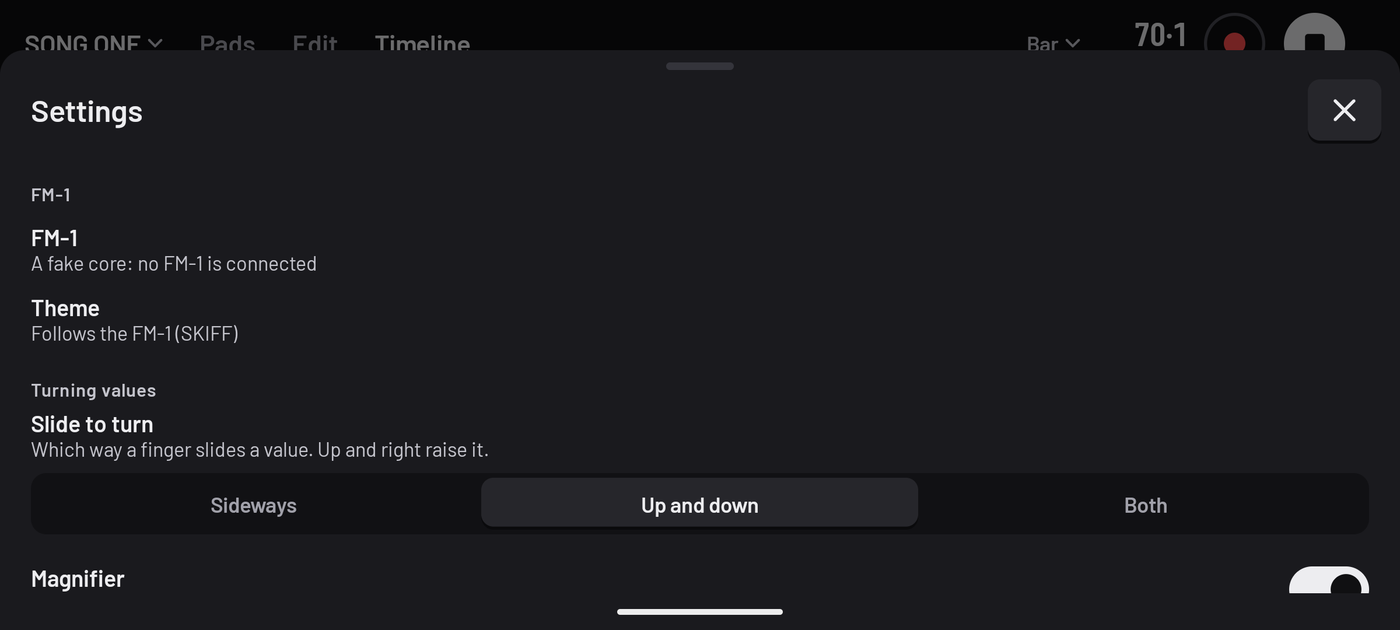 SONG ONE
Pads
Edit
Timeline
Bar
70·1
Settings
FM-1
FM-1
A fake core: no FM-1 is connected
Theme
Follows the FM-1 (SKIFF)
Turning values
Slide to turn
Which way a finger slides a value. Up and right raise it.
Sideways
Up and down
Both
Magnifier